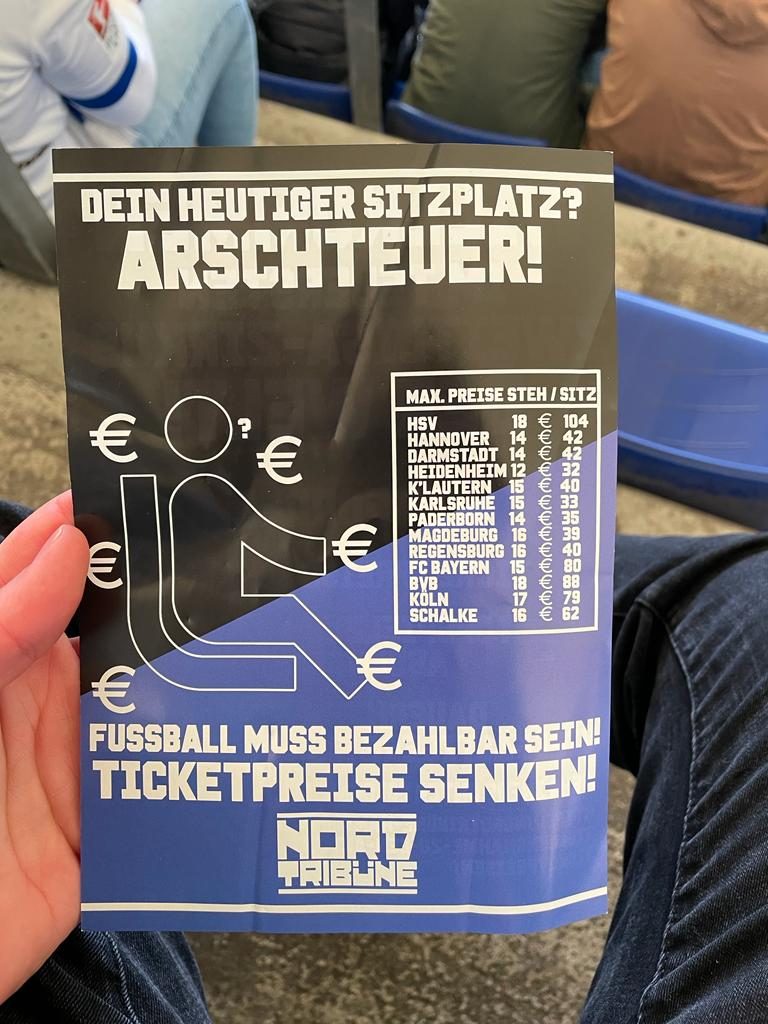 DEIN HEUTIGER SITZPLATZ?
ARSCHTEUER!
MAX. PREISE STEH / SITZ
HSV 18 € 104
HANNOVER 14 € 42
DARMSTADT 14 € 42
HEIDENHEIM 12 € 32
K'LAUTERN 15 € 40
KARLSRUHE 15 € 33
PADERBORN 14 € 35
MAGDEBURG 16 € 39
REGENSBURG 16 € 40
FC BAYERN 15 € 80
BVB 18 € 88
KÖLN 17 € 79
SCHALKE 16 € 62
€
?
€
€
€
€
€
FUSSBALL MUSS BEZAHLBAR SEIN!
TICKETPREISE SENKEN!
NORD
TRIBÜNE